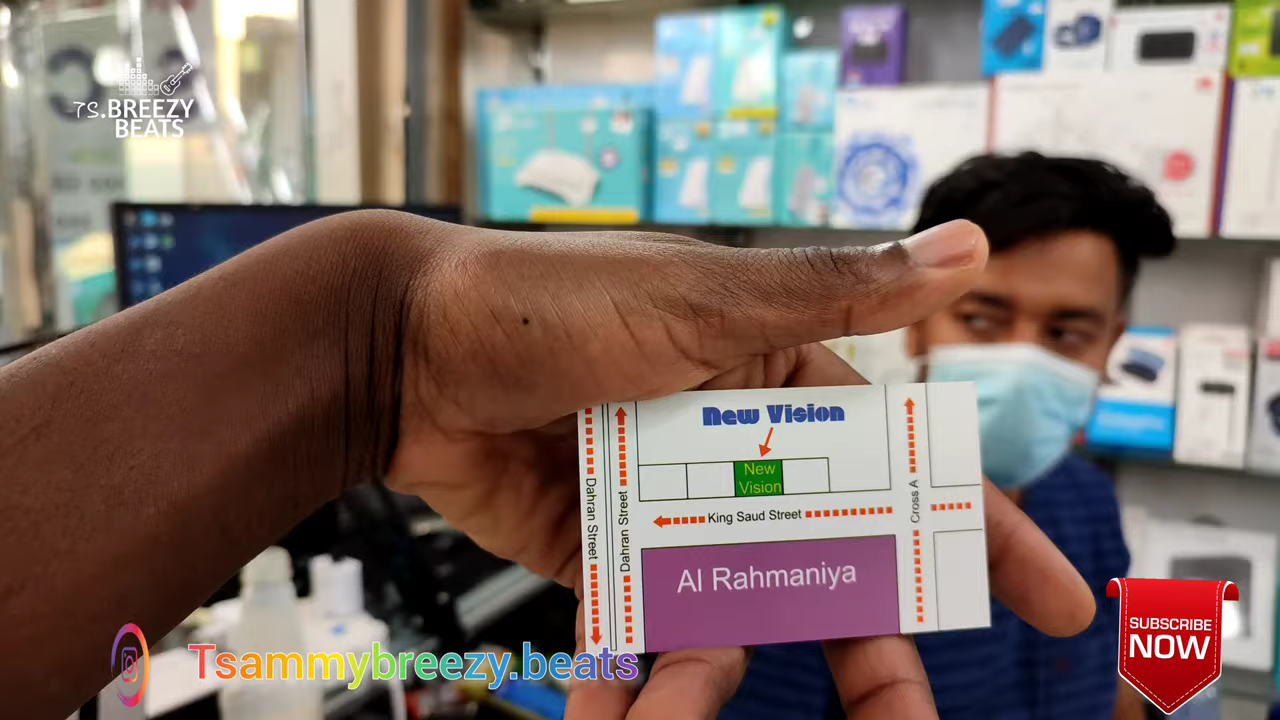 TS.BREEZY
BEATS
New Vision
New
Vision
Dahran Street
Dahran Street
King Saud Street
Cross A
Al Rahmaniya
Tsammybreezy.beats
SUBSCRIBE
NOW